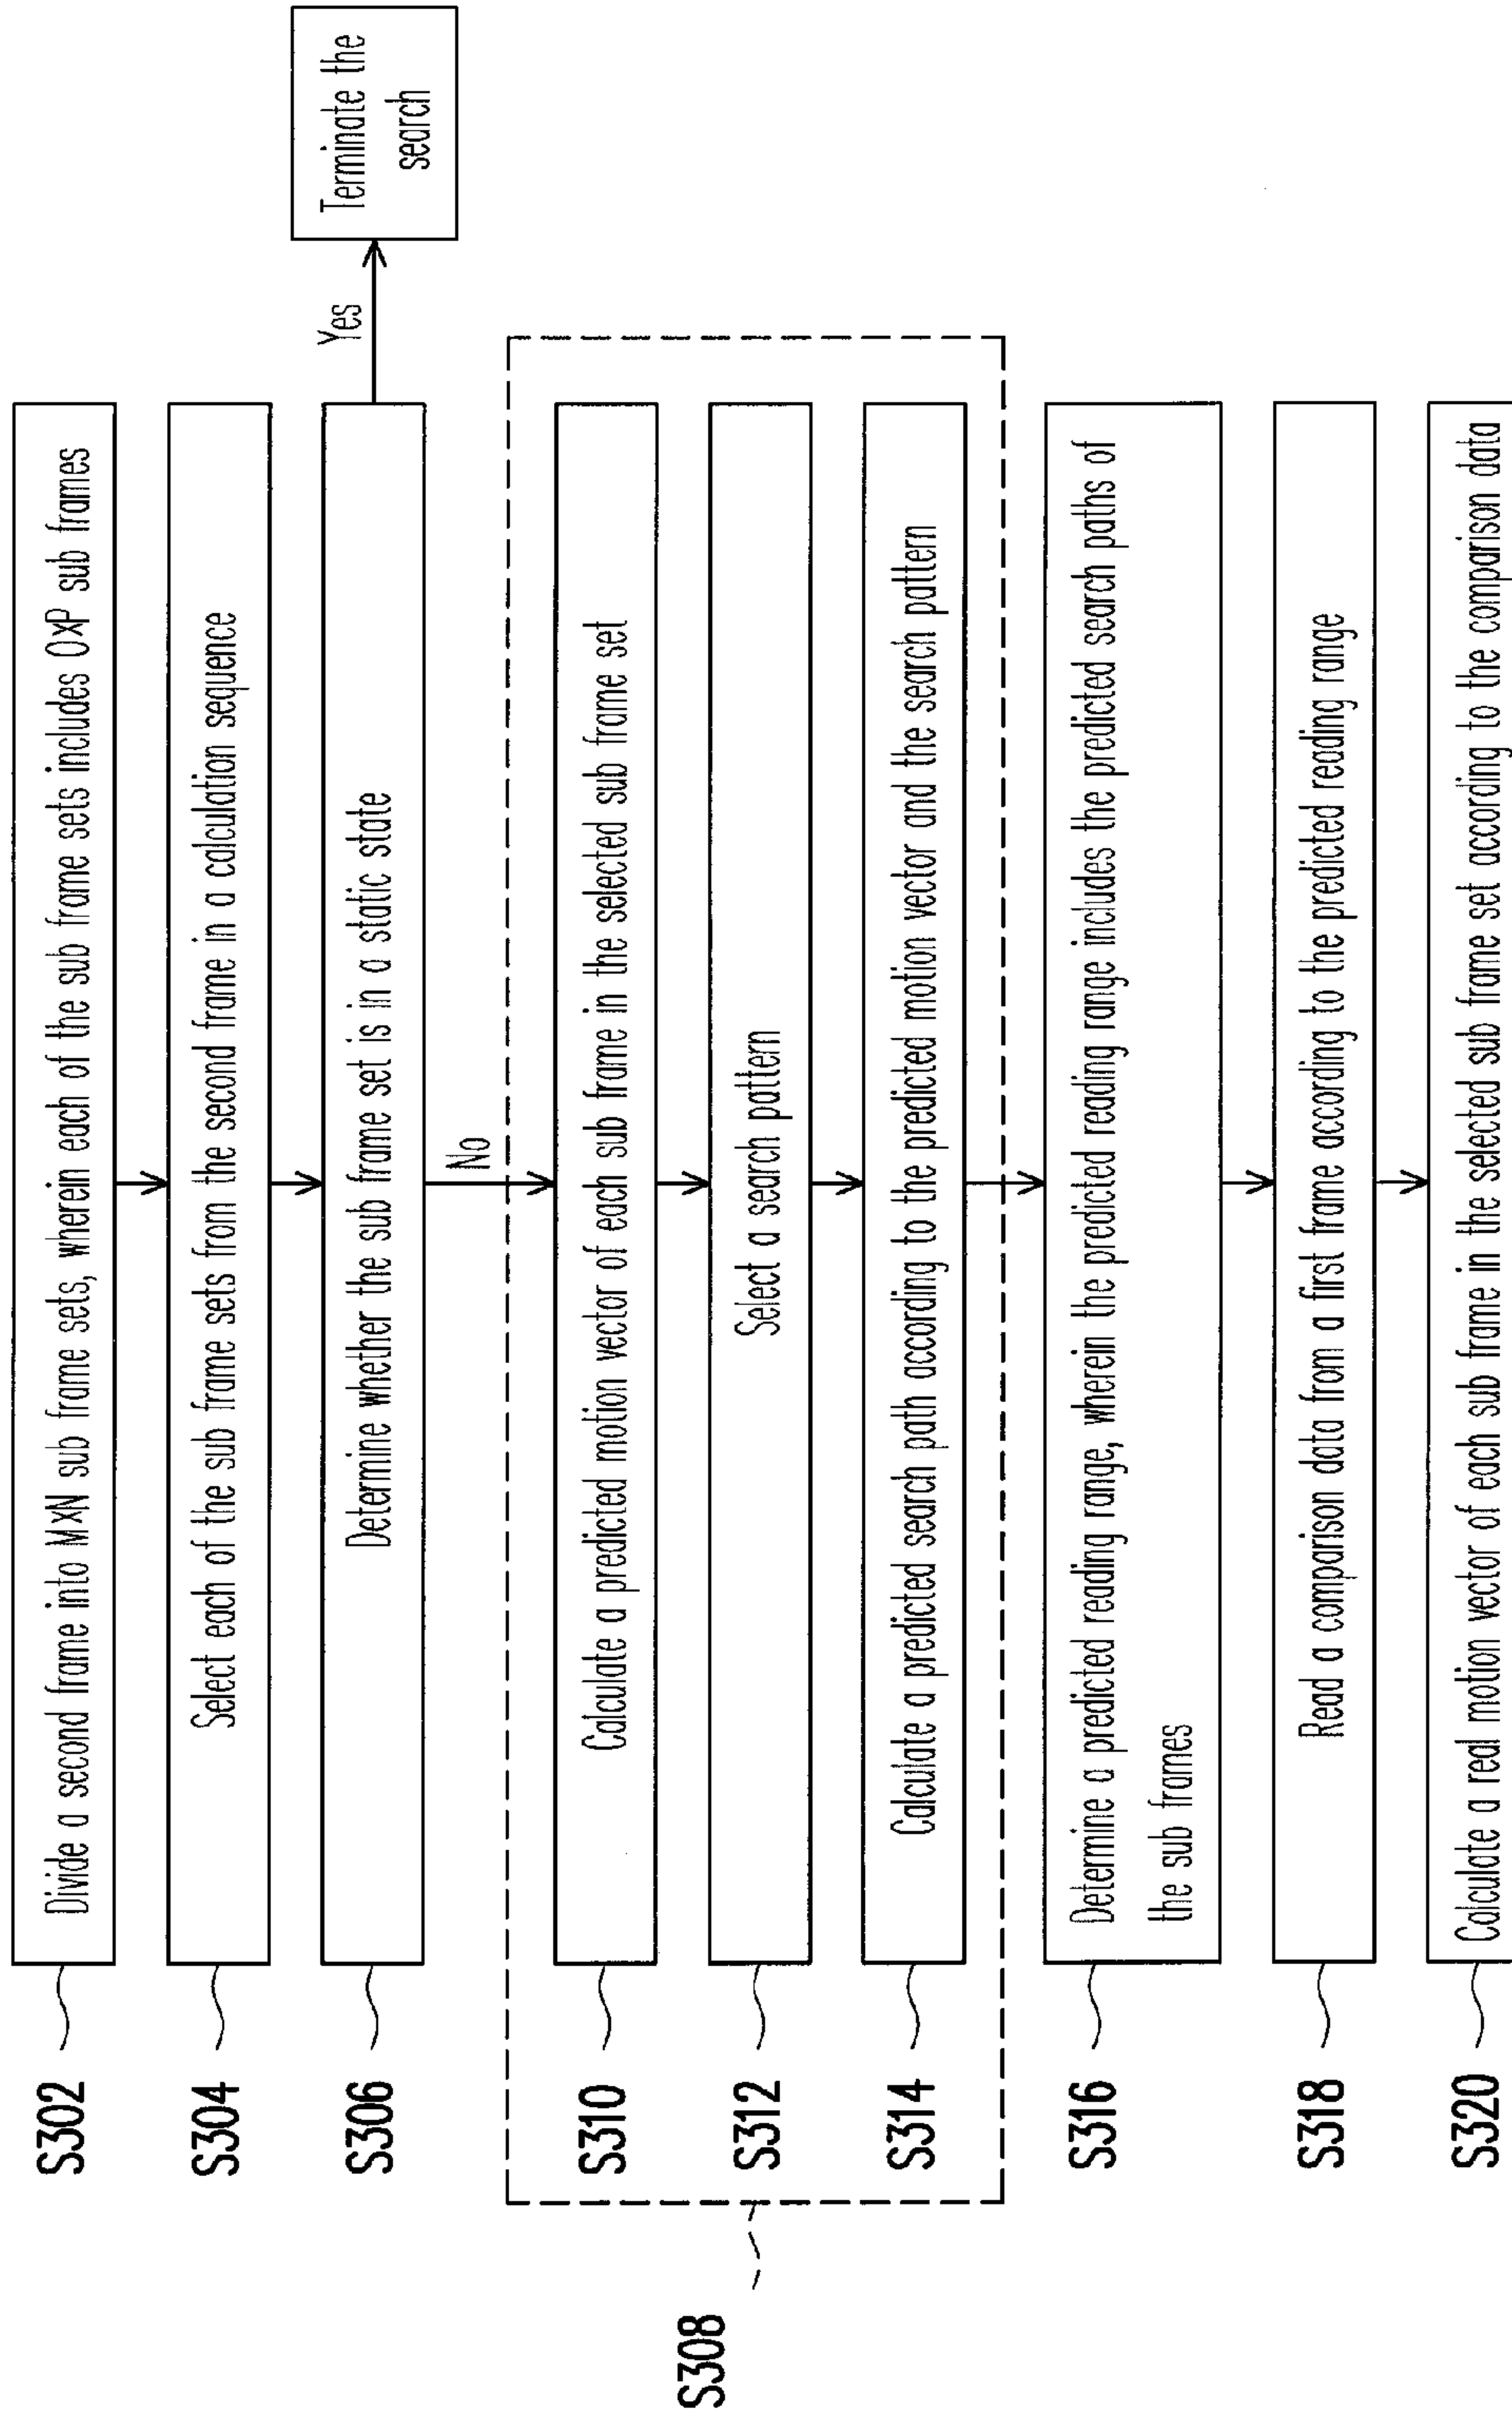 S302
Divide a second frame into M×N sub frame sets, wherein each of the sub frame sets includes O×P sub frames
S304
Select each of the sub frame sets from the second frame in a calculation sequence
S306
Determine whether the sub frame set is in a static state
Yes
Terminate the
search
No
S308
S310
Calculate a predicted motion vector of each sub frame in the selected sub frame set
S312
Select a search pattern
S314
Calculate a predicted search path according to the predicted motion vector and the search pattern
S316
Determine a predicted reading range, wherein the predicted reading range includes the predicted search paths of
the sub frames
S318
Read a comparison data from a first frame according to the predicted reading range
S320
Calculate a real motion vector of each sub frame in the selected sub frame set according to the comparison data